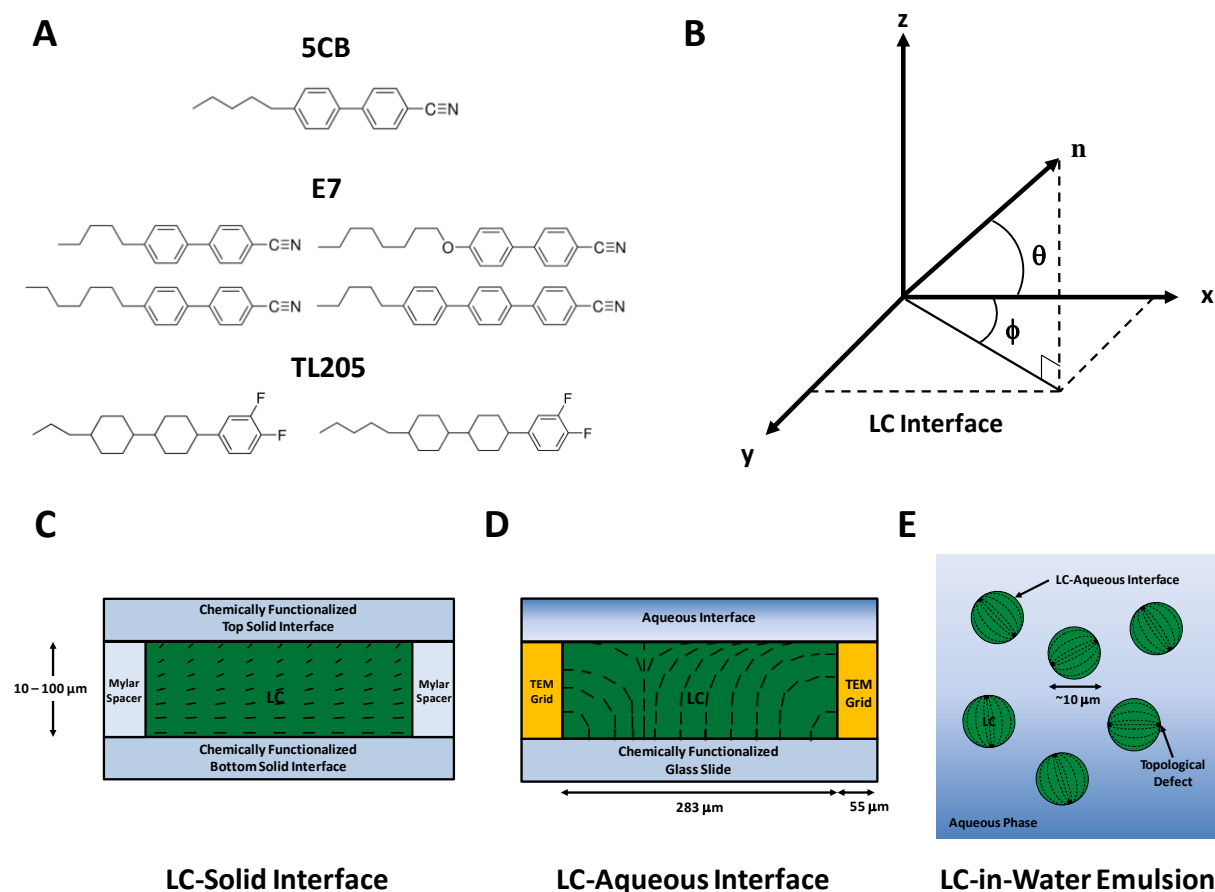 A
5CB
C≡N
E7
C≡N
O
C≡N
C≡N
C≡N
TL205
F
F
F
F
B
z
n
θ
x
ϕ
LC Interface
y
C
Chemically Functionalized
Top Solid Interface
10 – 100 μm
Mylar
Spacer
LC
Mylar
Spacer
Chemically Functionalized
Bottom Solid Interface
LC-Solid Interface
D
Aqueous Interface
TEM
Grid
LC
TEM
Grid
Chemically Functionalized
Glass Slide
283 μm
55 μm
LC-Aqueous Interface
E
LC-Aqueous Interface
~10 μm
LC
Topological
Defect
Aqueous Phase
LC-in-Water Emulsion